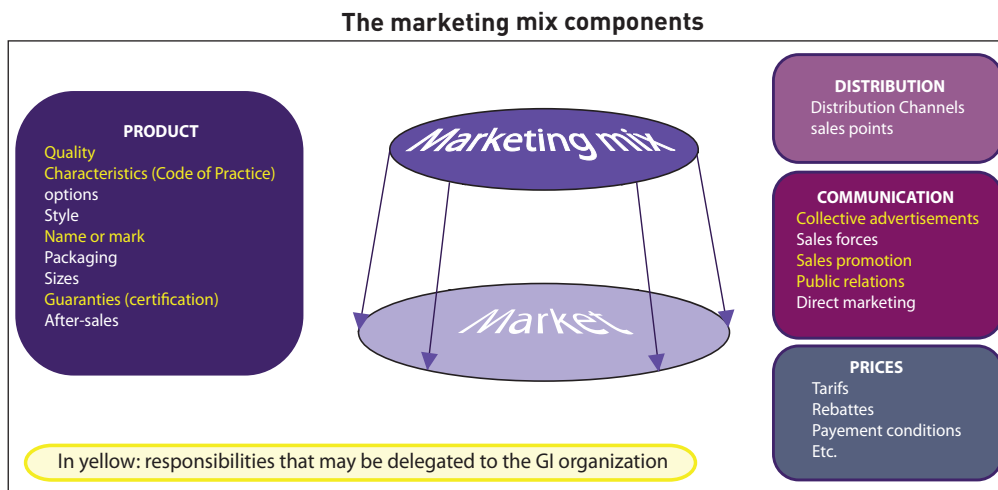 The marketing mix components
PRODUCT
Quality
Characteristics (Code of Practice)
options
Style
Name or mark
Packaging
Sizes
Guaranties (certification)
After-sales
Marketing mix
Market
DISTRIBUTION
Distribution Channels
sales points
COMMUNICATION
Collective advertisements
Sales forces
Sales promotion
Public relations
Direct marketing
PRICES
Tarifs
Rebattes
Payement conditions
Etc.
In yellow: responsibilities that may be delegated to the GI organization